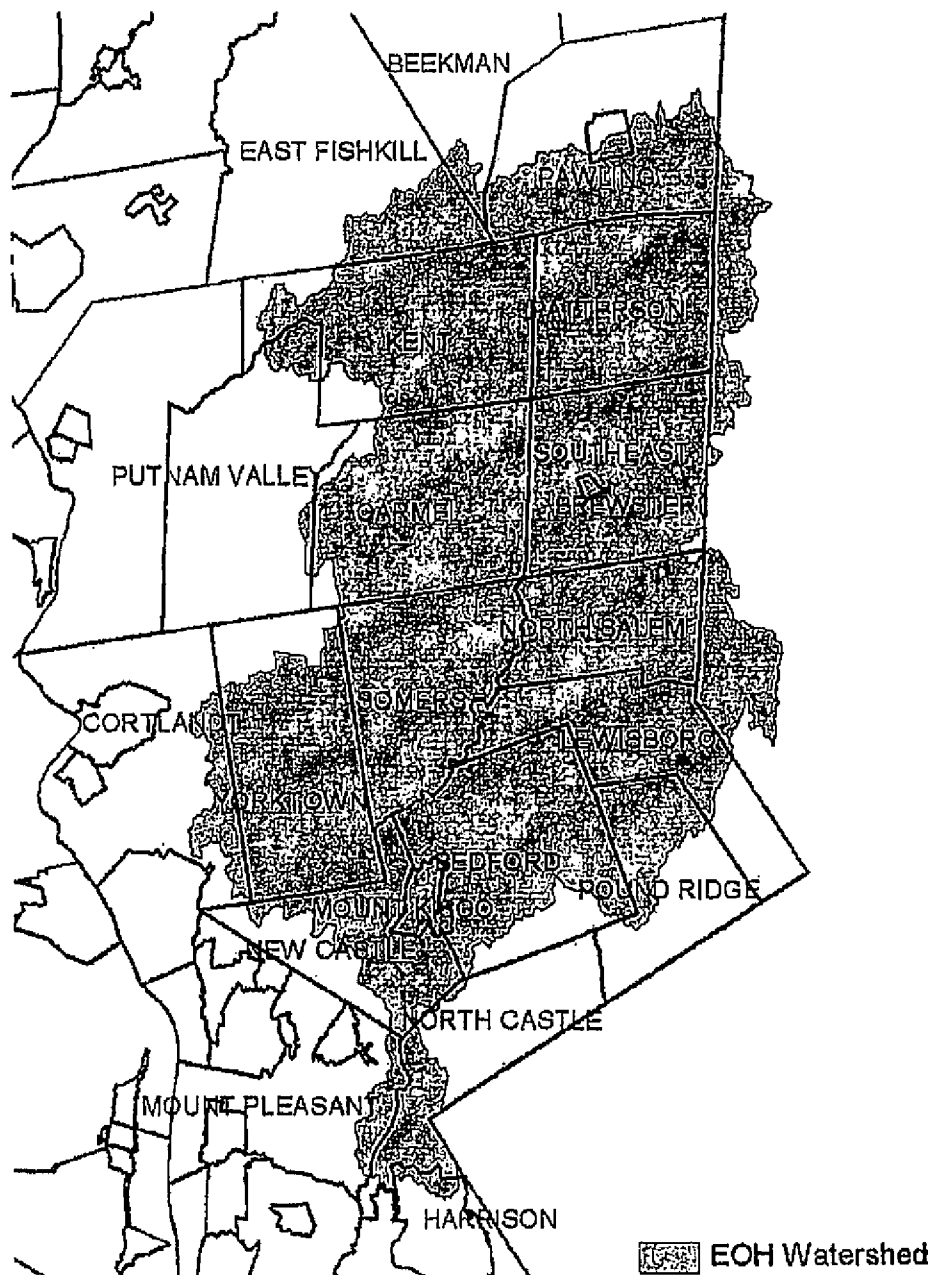 BEEKMAN
EAST FISHKILL
PAWLING
PATTERSON
KENT
SOUTHEAST
PUTNAM VALLEY
BREWSTER
CARMEL
NORTH SALEM
SOMERS
CORTLANDT
LEWISBORO
YORKTOWN
BEDFORD
POUND RIDGE
MOUNT KISCO
NEW CASTLE
NORTH CASTLE
MOUNT PLEASANT
HARRISON
EOH Watershed